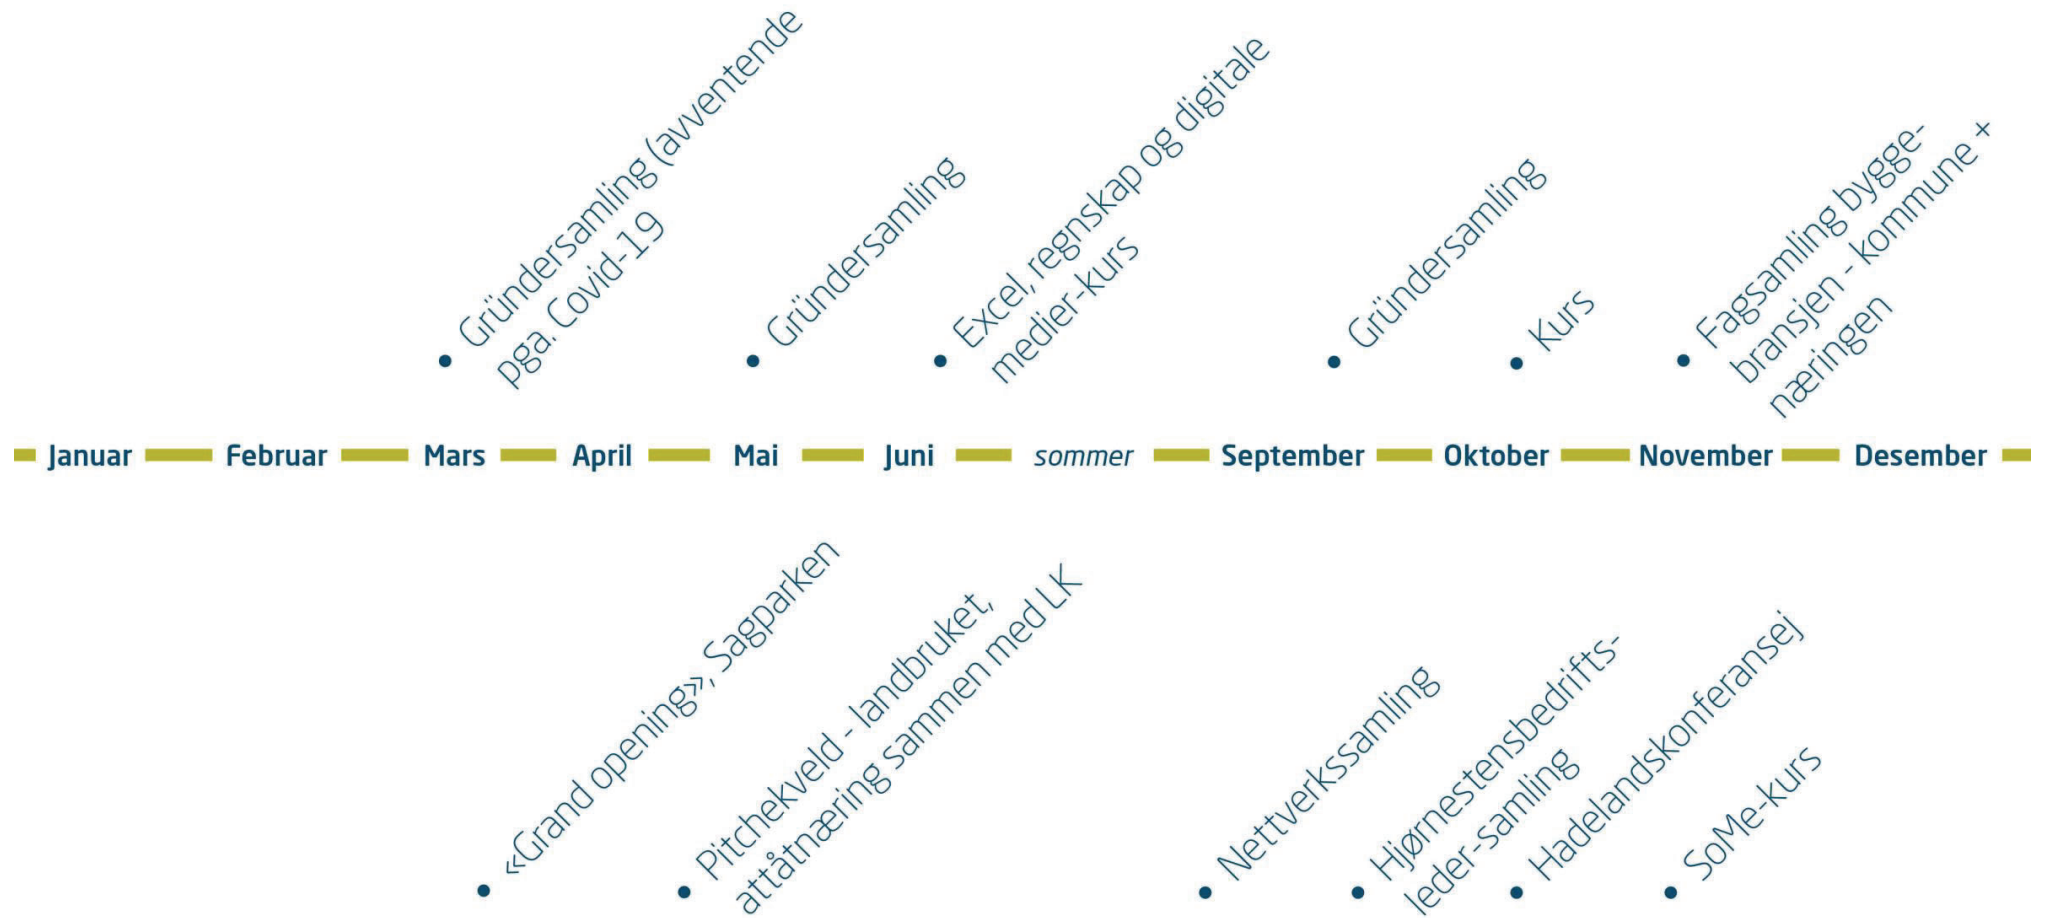 Gründersamling (avventende
pga. Covid-19
Gründersamling
Excel, regnskap og digitale
medier-kurs
Gründersamling
Kurs
Fagsamling bygge-
bransjen - kommune +
næringen
Januar
Februar
Mars
April
Mai
Juni
sommer
September
Oktober
November
Desember
«Grand opening», Sagparken
Pitchekveld - landbruket,
attåtnæring sammen med LK
Nettverkssamling
Hjørnestensbedrifts-
leder-samling
Hadelandskonferansej
SoMe-kurs